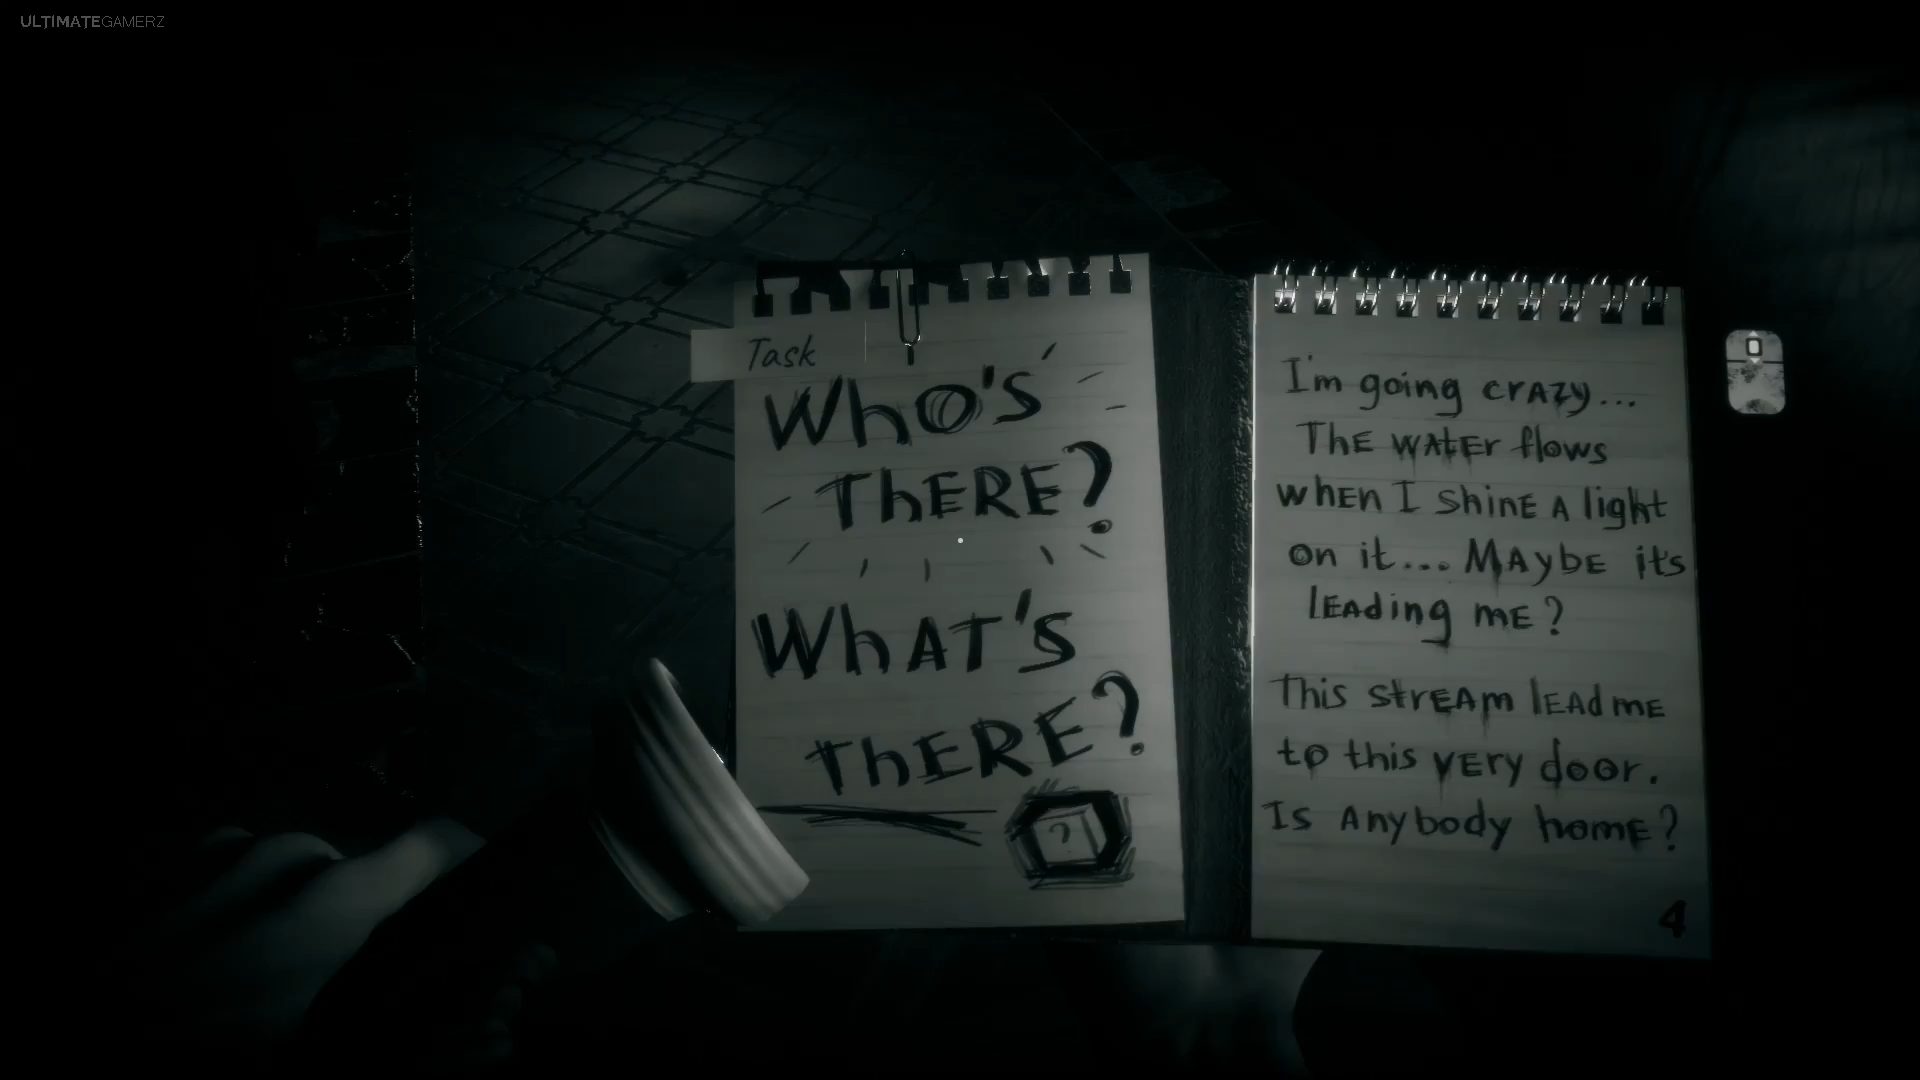 ULTIMATEGAMERZ
Task
Who's
ThERE?
WhAT'S
ThERE?
?
I'm going crAzy...
ThE wAtEr flows
whEN I shinE A light
on it... MAybE it's
lEAding mE?
This strEAm lEAd mE
to this vEry door.
Is Anybody homE?
4